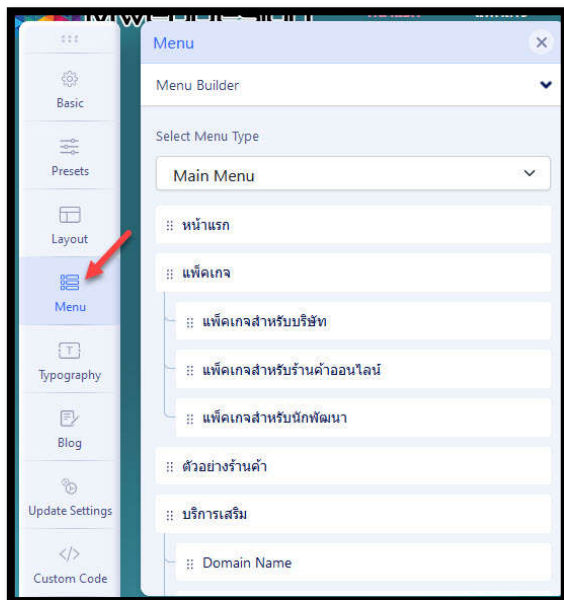 Basic
Presets
Layout
Menu
Typography
Blog
Update Settings
</>
Custom Code
Menu
Menu Builder
Select Menu Type
Main Menu
หน้าแรก
แพ็คเกจ
แพ็คเกจสำหรับบริษัท
แพ็คเกจสำหรับร้านค้าออนไลน์
แพ็คเกจสำหรับนักพัฒนา
ตัวอย่างร้านค้า
บริการเสริม
Domain Name